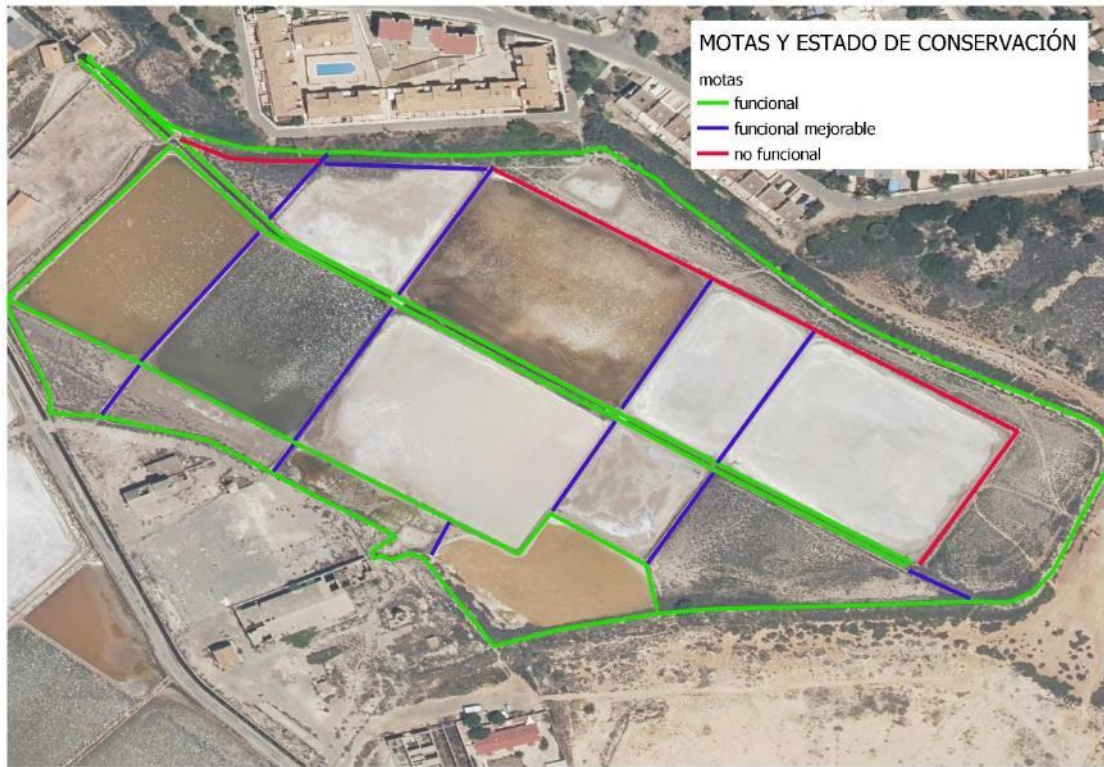 MOTAS Y ESTADO DE CONSERVACIÓN
motas
funcional
funcional mejorable
no funcional